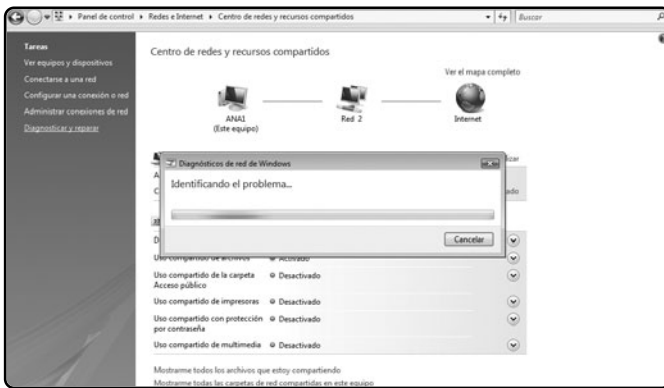 Panel de control ▸ Redes e Internet ▸ Centro de redes y recursos compartidos
Buscar
Tareas
Ver equipos y dispositivos
Conectarse a una red
Configurar una conexión o red
Administrar conexiones de red
Diagnosticar y reparar
Centro de redes y recursos compartidos
Ver el mapa completo
ANA1
(Este equipo)
Red 2
Internet
Diagnósticos de red de Windows
Identificando el problema...
Cancelar
Uso compartido de archivos Activado
Uso compartido de la carpeta Desactivado
Acceso público
Uso compartido de impresoras Desactivado
Uso compartido con protección Desactivado
por contraseña
Uso compartido de multimedia Desactivado
Mostrarme todos los archivos que estoy compartiendo
Mostrarme todas las carpetas de red compartidas en este equipo